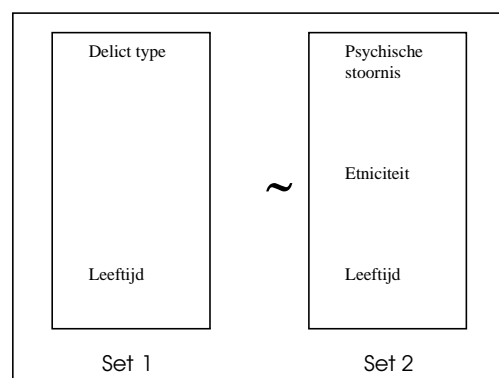 Delict type
Leeftijd
Set 1
~
Psychische
stoornis
Etniciteit
Leeftijd
Set 2